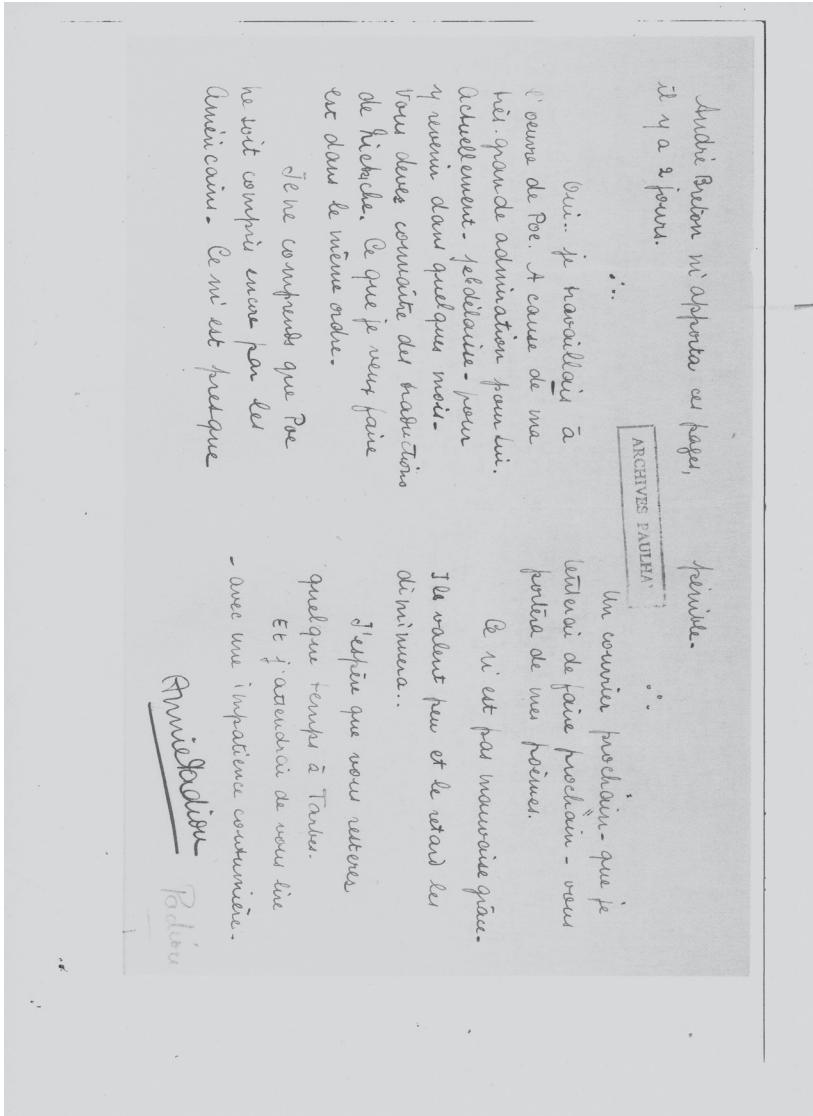 André Breton m'apporta ces pages,
il y a 2 jours.
Oui.. je travaillais à
l'oeuvre de Poe. A cause de ma
très. grande admiration pour lui.
Actuellement. je délaisse - pour
y revenir dans quelques mois.
Vous devez connaître des traductions
de Nietzsche. Ce que je veux faire
est dans le même ordre.
Je ne comprends que Poe
ne soit compris encore par les
Américains. Ce m'est presque
pénible.
ARCHIVES PAULHA
Un courrier prochain - que je
tenterai de faire prochain - vous
portera de mes poèmes.
Ce n'est pas mauvaise grâce.
Ils valent peu et le retard les
diminuera..
J'espère que vous resterez
quelque temps à Tarbes.
Et j'attendrai de vous lire
- avec une impatience coutumière.
Annie Padiou
Padiou